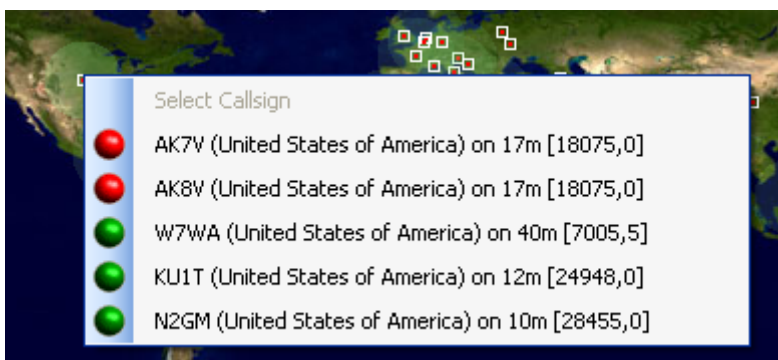 Select Callsign
AK7V (United States of America) on 17m [18075,0]
AK8V (United States of America) on 17m [18075,0]
W7WA (United States of America) on 40m [7005,5]
KU1T (United States of America) on 12m [24948,0]
N2GM (United States of America) on 10m [28455,0]